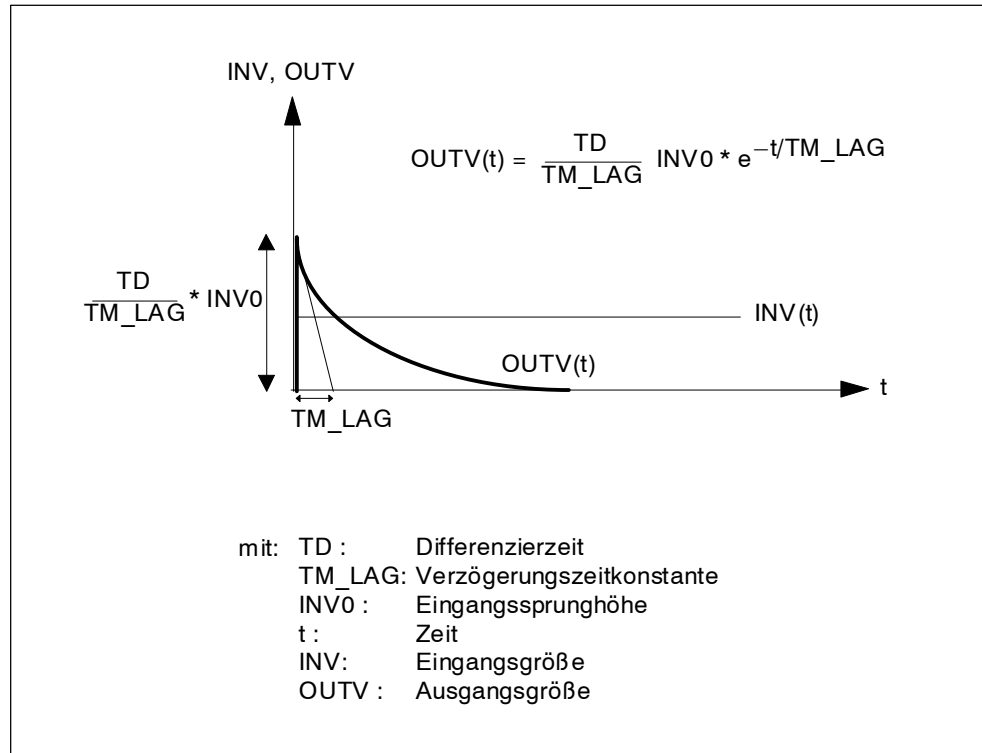 INV, OUTV
OUTV(t) = TD/TM_LAG INV0 * e^−t/TM_LAG
TD/TM_LAG * INV0
INV(t)
OUTV(t)
t
TM_LAG
mit: TD : Differenzierzeit
TM_LAG: Verzögerungszeitkonstante
INV0 : Eingangssprunghöhe
t : Zeit
INV: Eingangsgröße
OUTV : Ausgangsgröße